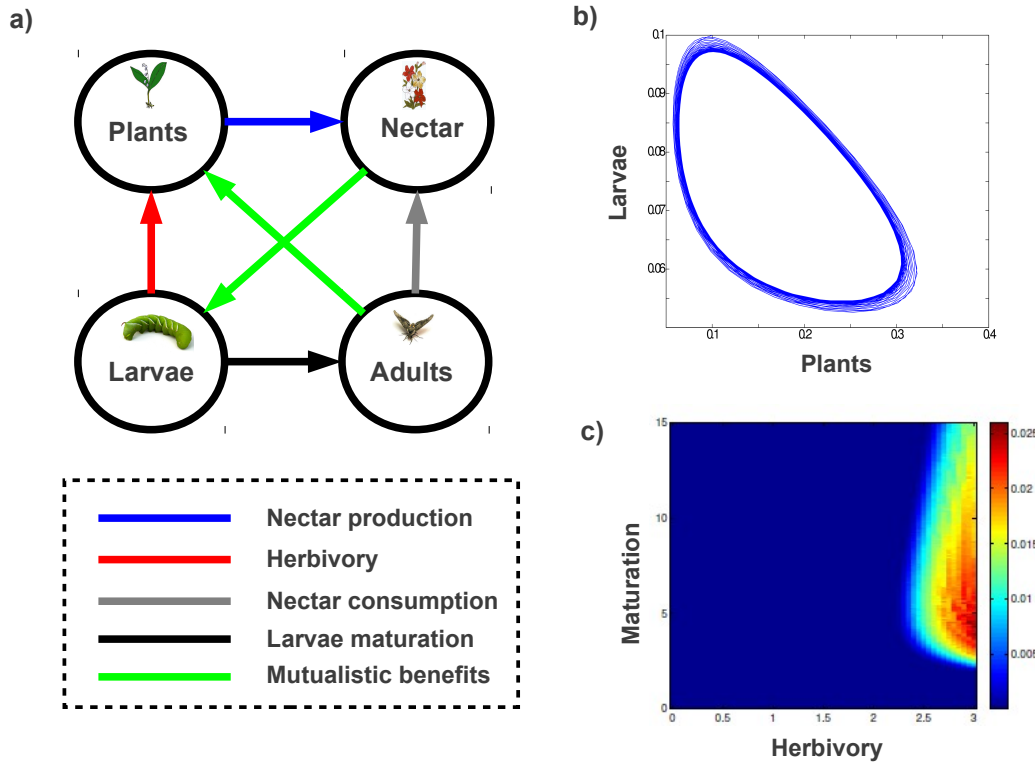 a)
Plants
Nectar
Larvae
Adults
Nectar production
Herbivory
Nectar consumption
Larvae maturation
Mutualistic benefits
b)
0.1
0.09
0.08
0.07
0.06
Larvae
0.1
0.2
0.3
0.4
Plants
c)
15
10
5
0
Maturation
0
0.5
1
1.5
2
2.5
3
Herbivory
0.025
0.02
0.015
0.01
0.005